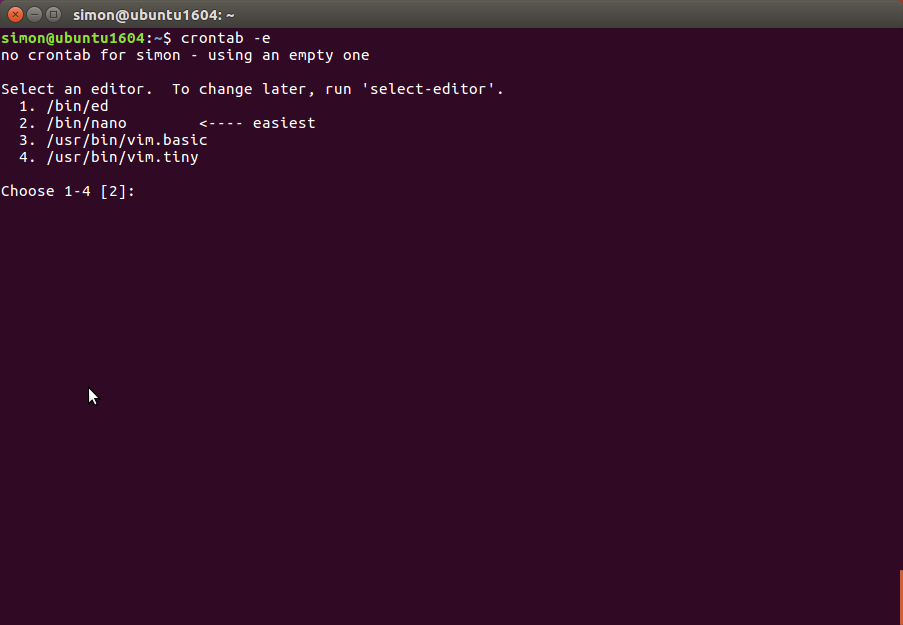 simon@ubuntu1604: ~
simon@ubuntu1604:~$ crontab -e
no crontab for simon - using an empty one

Select an editor.  To change later, run 'select-editor'.
  1. /bin/ed
  2. /bin/nano        <---- easiest
  3. /usr/bin/vim.basic
  4. /usr/bin/vim.tiny

Choose 1-4 [2]: